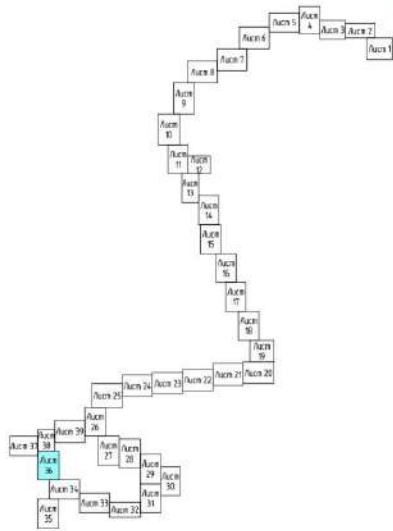 Лист 1
Лист 2
Лист 3
Лист
4
Лист 5
Лист
6
Лист
7
Лист
8
Лист
9
Лист
10
Лист
11
Лист
12
Лист
13
Лист
14
Лист
15
Лист
16
Лист
17
Лист
18
Лист
19
Лист 20
Лист 21
Лист 22
Лист 23
Лист 24
Лист 25
Лист
26
Лист
27
Лист
28
Лист
29
Лист
30
Лист
31
Лист 32
Лист
33
Лист 34
Лист
35
Лист
36
Лист 37
Лист
38
Лист 39